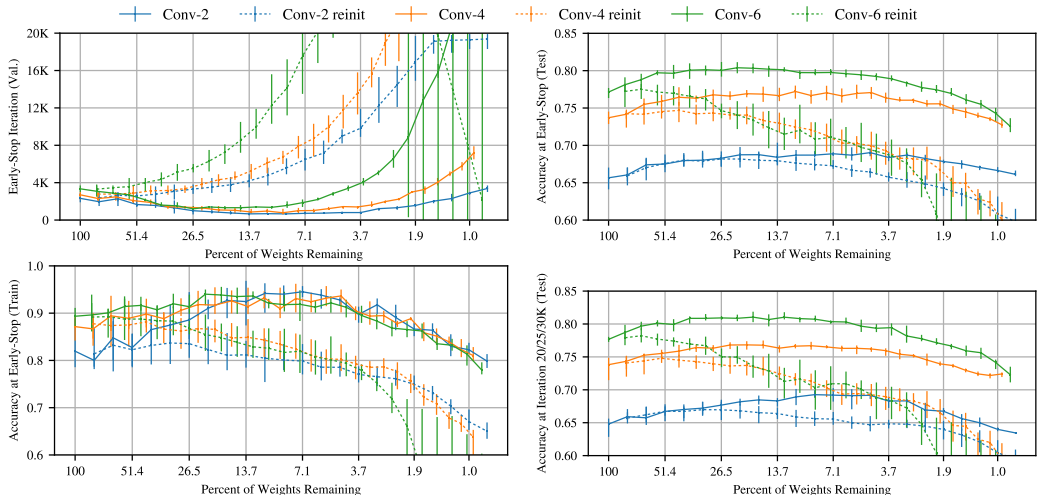 Conv-2 Conv-2 reinit Conv-4 Conv-4 reinit Conv-6 Conv-6 reinit
Early-Stop Iteration (Val.)
20K
16K
12K
8K
4K
0
100 51.4 26.5 13.7 7.1 3.7 1.9 1.0
Percent of Weights Remaining
Accuracy at Early-Stop (Test)
0.85
0.80
0.75
0.70
0.65
0.60
100 51.4 26.5 13.7 7.1 3.7 1.9 1.0
Percent of Weights Remaining
Accuracy at Early-Stop (Train)
1.0
0.9
0.8
0.7
0.6
100 51.4 26.5 13.7 7.1 3.7 1.9 1.0
Percent of Weights Remaining
Accuracy at Iteration 20/25/30K (Test)
0.85
0.80
0.75
0.70
0.65
0.60
100 51.4 26.5 13.7 7.1 3.7 1.9 1.0
Percent of Weights Remaining